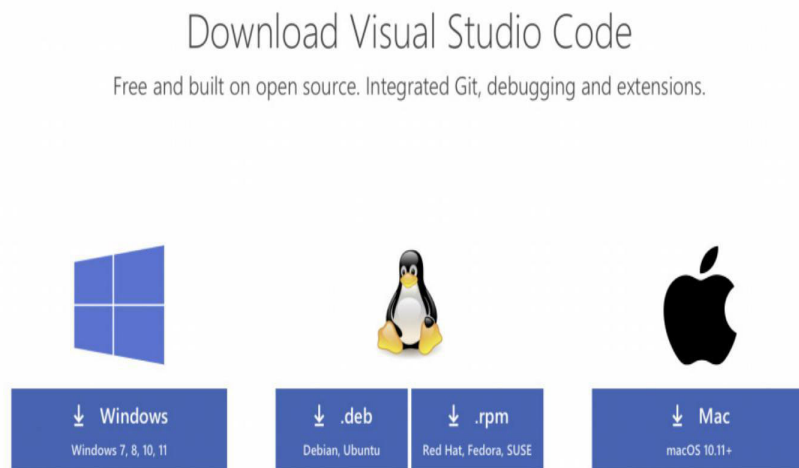 Download Visual Studio Code
Free and built on open source. Integrated Git, debugging and extensions.
Windows
Windows 7, 8, 10, 11
.deb
Debian, Ubuntu
.rpm
Red Hat, Fedora, SUSE
Mac
macOS 10.11+